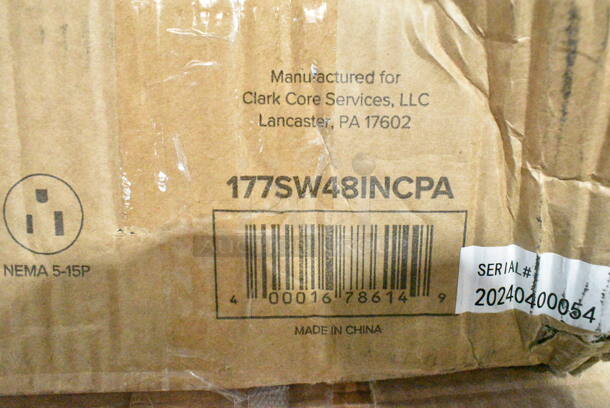 Manufactured for
Clark Core Services, LLC
Lancaster, PA 17602
177SW48INCPA
NEMA 5-15P
4 00016 78614 9
MADE IN CHINA
SERIAL#
20240400054